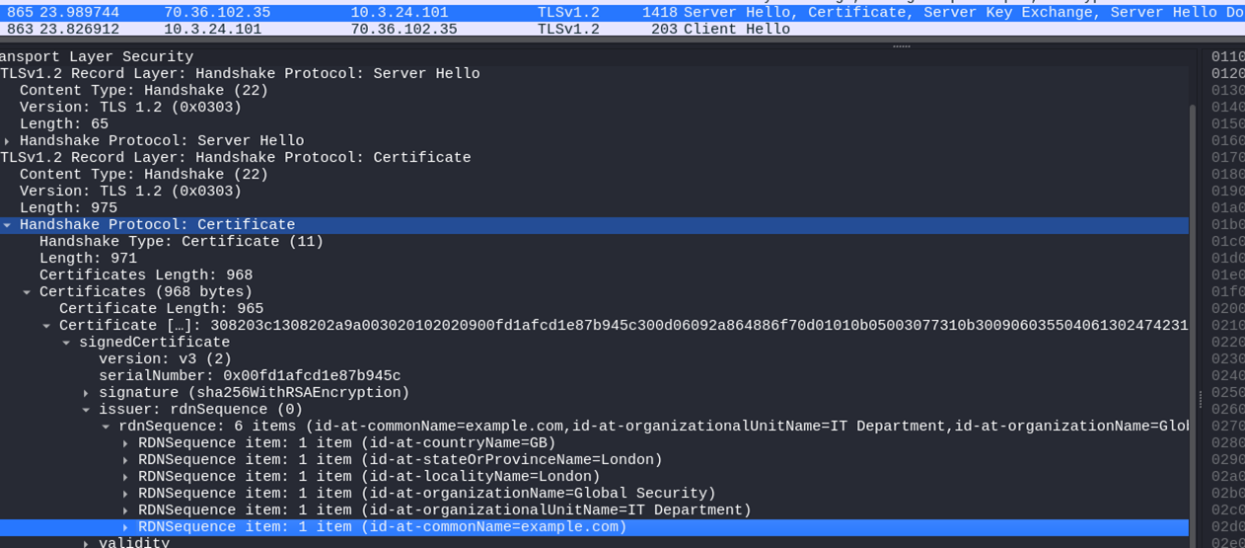 865 23.989744 70.36.102.35 10.3.24.101 TLSv1.2 1418 Server Hello, Certificate, Server Key Exchange, Server Hello Do
863 23.826912 10.3.24.101 70.36.102.35 TLSv1.2 203 Client Hello
ansport Layer Security 0110
TLSv1.2 Record Layer: Handshake Protocol: Server Hello 0120
Content Type: Handshake (22) 0130
Version: TLS 1.2 (0x0303) 0140
Length: 65 0150
Handshake Protocol: Server Hello 0160
TLSv1.2 Record Layer: Handshake Protocol: Certificate 0170
Content Type: Handshake (22) 0180
Version: TLS 1.2 (0x0303) 0190
Length: 975 01a0
Handshake Protocol: Certificate 01b0
Handshake Type: Certificate (11) 01c0
Length: 971 01d0
Certificates Length: 968 01e0
Certificates (968 bytes) 01f0
Certificate Length: 965 0200
Certificate […]: 308203c1308202a9a003020102020900fd1afcd1e87b945c300d06092a864886f70d01010b05003077310b300906035504061302474231 0210
signedCertificate 0220
version: v3 (2) 0230
serialNumber: 0x00fd1afcd1e87b945c 0240
signature (sha256WithRSAEncryption) 0250
issuer: rdnSequence (0) 0260
rdnSequence: 6 items (id-at-commonName=example.com,id-at-organizationalUnitName=IT Department,id-at-organizationName=Glob 0270
RDNSequence item: 1 item (id-at-countryName=GB) 0280
RDNSequence item: 1 item (id-at-stateOrProvinceName=London) 0290
RDNSequence item: 1 item (id-at-localityName=London) 02a0
RDNSequence item: 1 item (id-at-organizationName=Global Security) 02b0
RDNSequence item: 1 item (id-at-organizationalUnitName=IT Department) 02c0
RDNSequence item: 1 item (id-at-commonName=example.com) 02d0
validity 02e0